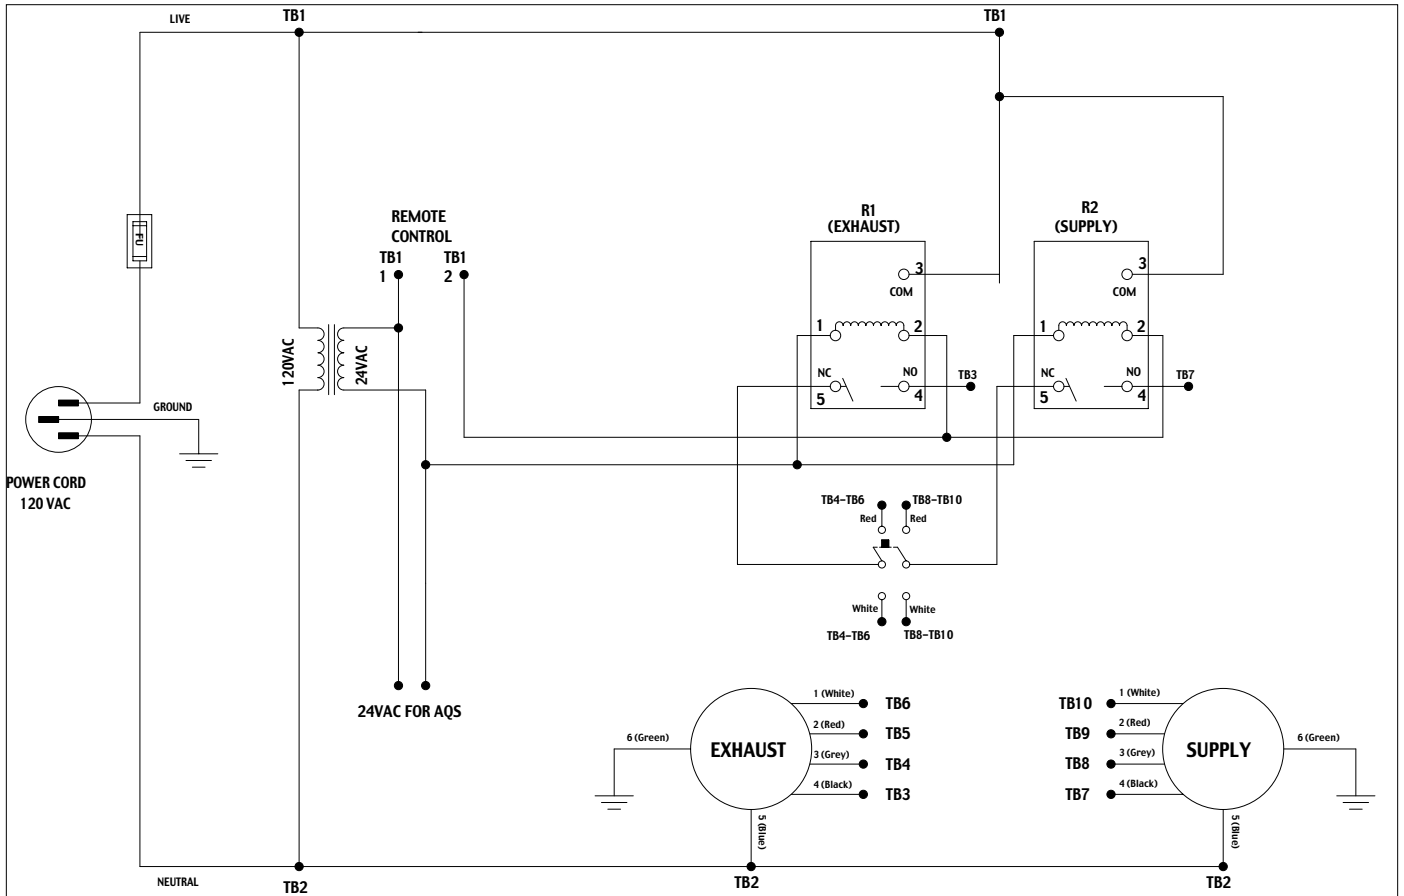 LIVE
TB1
TB1
FU
REMOTE
CONTROL
TB1
1
TB1
2
R1
(EXHAUST)
R2
(SUPPLY)
3
COM
3
COM
1
2
1
2
120VAC
24VAC
NC
5
NO
4
TB3
NC
5
NO
4
TB7
GROUND
POWER CORD
120 VAC
TB4-TB6
TB8-TB10
Red
Red
White
White
TB4-TB6
TB8-TB10
24VAC FOR AQS
EXHAUST
6 (Green)
1 (White)
TB6
2 (Red)
TB5
3 (Grey)
TB4
4 (Black)
TB3
5 (Blue)
TB10
1 (White)
TB9
2 (Red)
TB8
3 (Grey)
TB7
4 (Black)
SUPPLY
6 (Green)
5 (Blue)
NEUTRAL
TB2
TB2
TB2